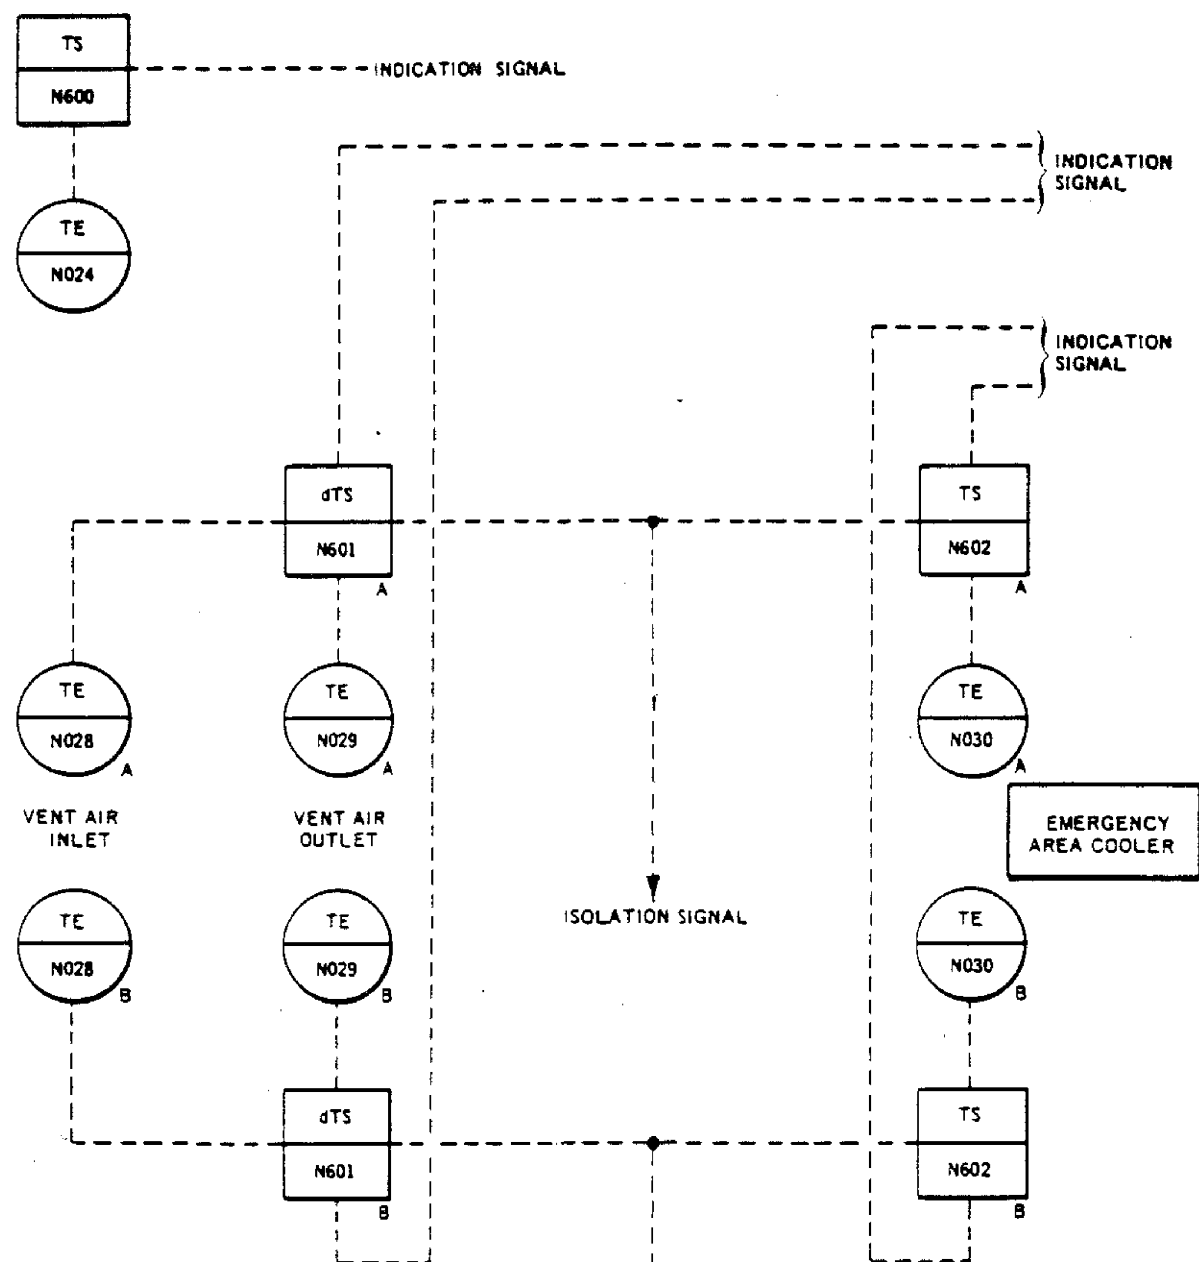 TS
INDICATION SIGNAL
N600
INDICATION
SIGNAL
TE
N024
INDICATION
SIGNAL
dTS
TS
N601
N602
A
A
TE
TE
TE
N028
N029
N030
A
A
A
VENT AIR
INLET
VENT AIR
OUTLET
EMERGENCY
AREA COOLER
ISOLATION SIGNAL
TE
TE
TE
N028
N029
N030
B
B
B
dTS
TS
N601
N602
B
B